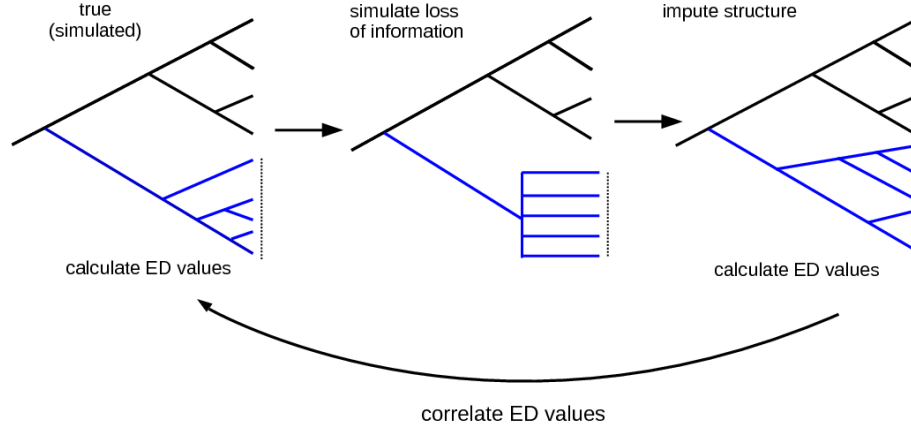 true
(simulated)
simulate loss
of information
impute structure
calculate ED values
calculate ED values
correlate ED values